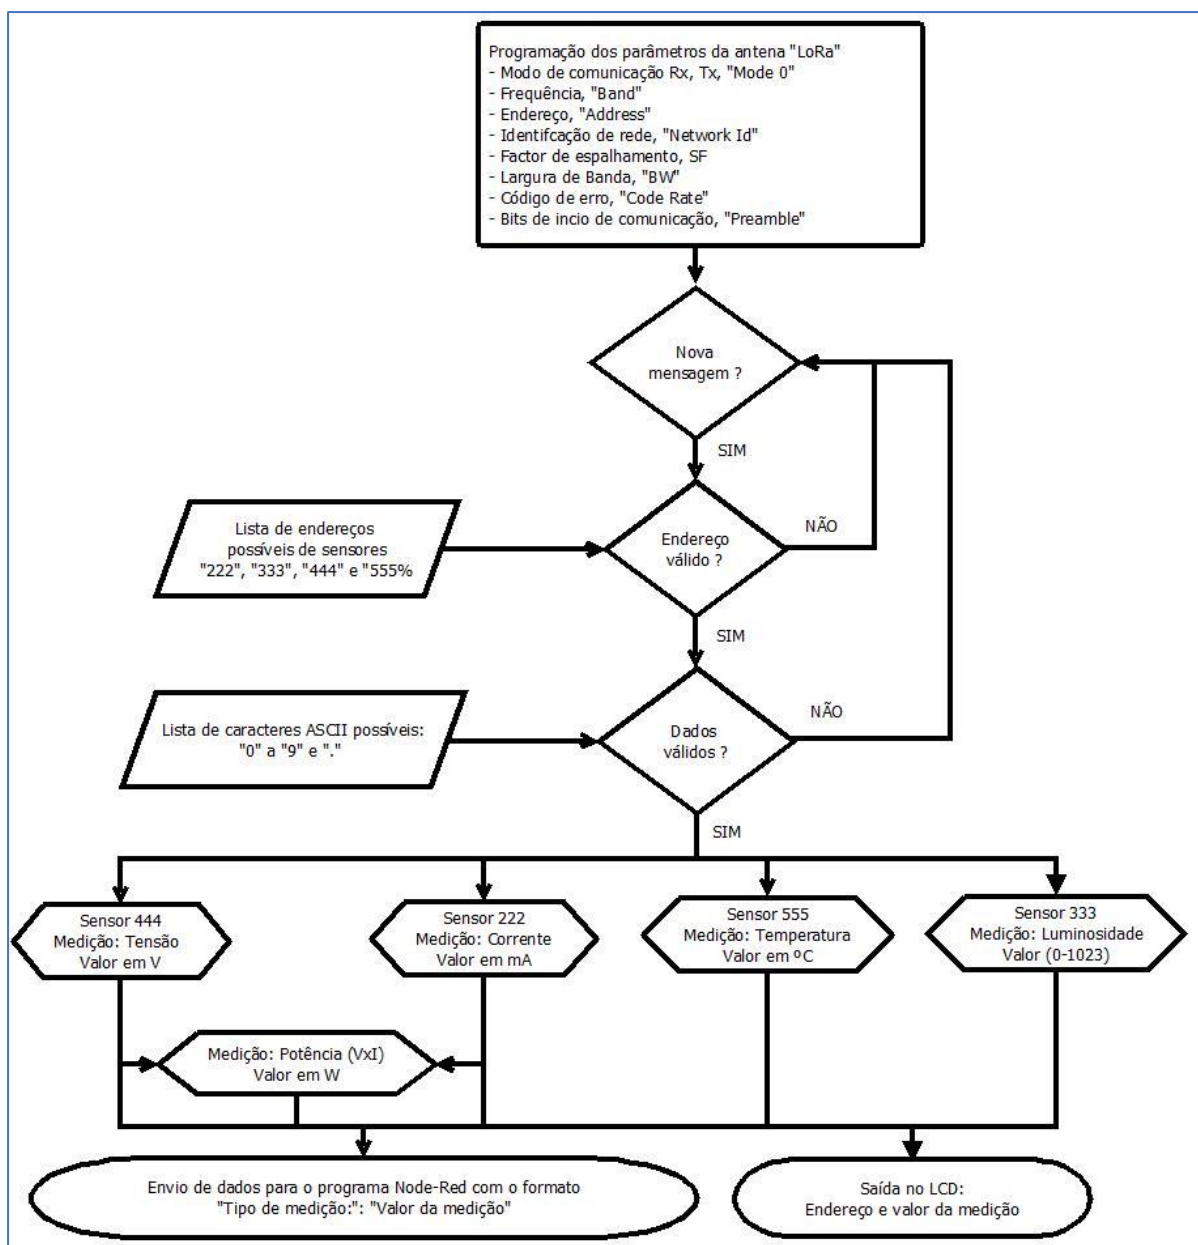 Programação dos parâmetros da antena "LoRa"
- Modo de comunicação Rx, Tx, "Mode 0"
- Frequência, "Band"
- Endereço, "Address"
- Identifcação de rede, "Network Id"
- Factor de espalhamento, SF
- Largura de Banda, "BW"
- Código de erro, "Code Rate"
- Bits de incio de comunicação, "Preamble"
Nova
mensagem ?
SIM
Lista de endereços
possíveis de sensores
"222", "333", "444" e "555%
Endereço
válido ?
NÃO
SIM
Lista de caracteres ASCII possíveis:
"0" a "9" e "."
Dados
válidos ?
NÃO
SIM
Sensor 444
Medição: Tensão
Valor em V
Sensor 222
Medição: Corrente
Valor em mA
Sensor 555
Medição: Temperatura
Valor em ºC
Sensor 333
Medição: Luminosidade
Valor (0-1023)
Medição: Potência (VxI)
Valor em W
Envio de dados para o programa Node-Red com o formato
"Tipo de medição:": "Valor da medição"
Saída no LCD:
Endereço e valor da medição